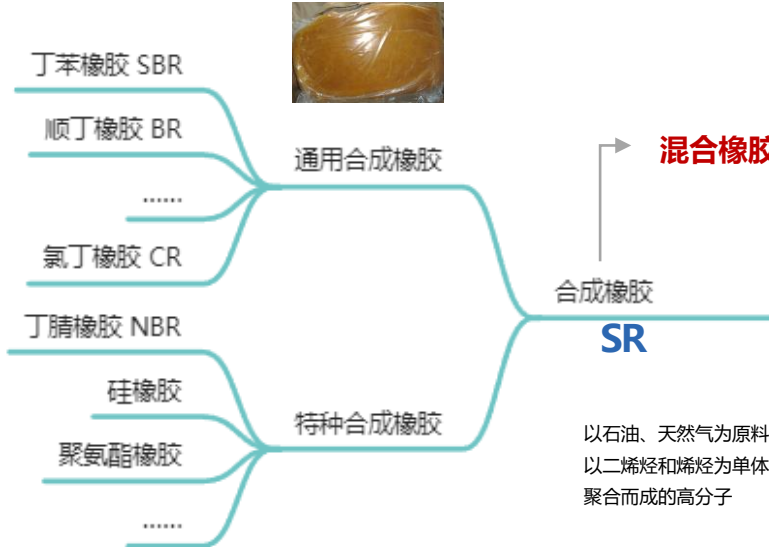 丁苯橡胶 SBR
顺丁橡胶 BR
……
氯丁橡胶 CR
丁腈橡胶 NBR
硅橡胶
聚氨酯橡胶
……
通用合成橡胶
特种合成橡胶
混合橡胶
合成橡胶
SR
以石油、天然气为原料
以二烯烃和烯烃为单体
聚合而成的高分子